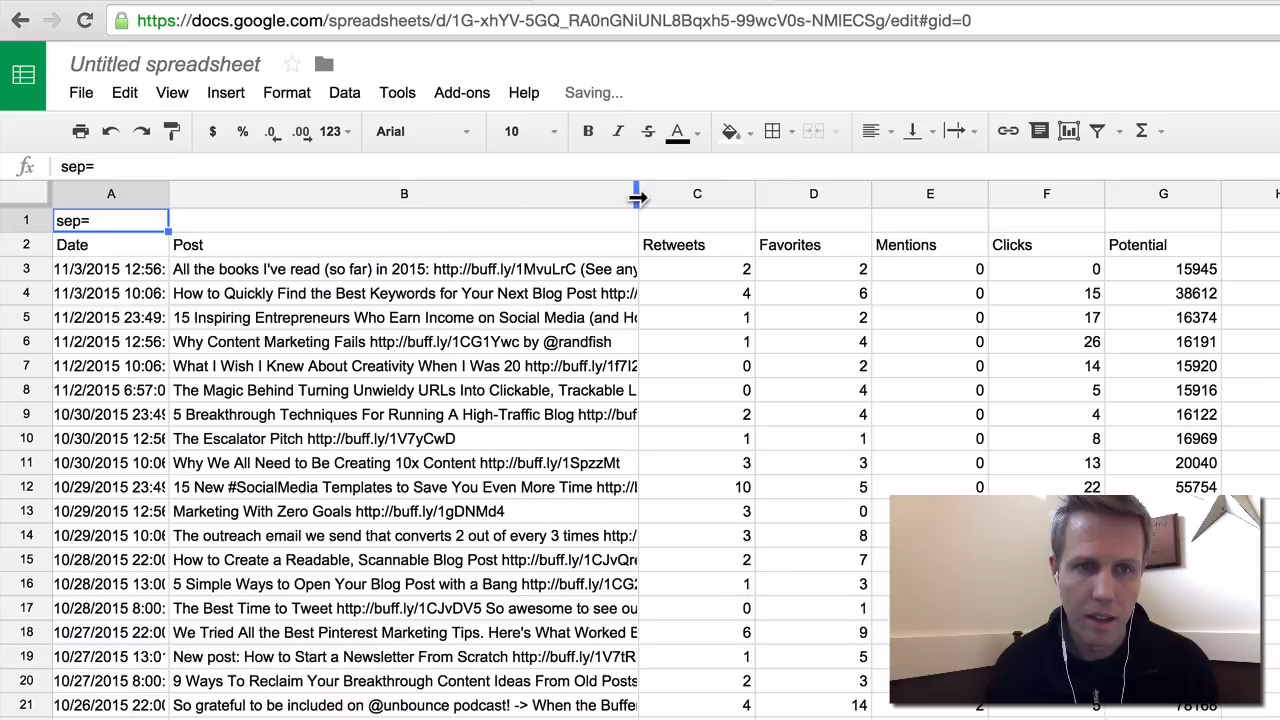 https://docs.google.com/spreadsheets/d/1G-xhYV-5GQ_RA0nGNiUNL8Bqxh5-99wcV0s-NMlECSg/edit#gid=0
Untitled spreadsheet
File Edit View Insert Format Data Tools Add-ons Help Saving...
$ % .0 .00 123 Arial 10 B I S A Σ
fx sep=
A B C D E F G H
1 sep=
2 Date Post Retweets Favorites Mentions Clicks Potential
3 11/3/2015 12:56: All the books I've read (so far) in 2015: http://buff.ly/1MvuLrC (See any 2 2 0 0 15945
4 11/3/2015 10:06: How to Quickly Find the Best Keywords for Your Next Blog Post http:/ 4 6 0 15 38612
5 11/2/2015 23:49: 15 Inspiring Entrepreneurs Who Earn Income on Social Media (and Ho 1 2 0 17 16374
6 11/2/2015 12:56: Why Content Marketing Fails http://buff.ly/1CG1Ywc by @randfish 1 4 0 26 16191
7 11/2/2015 10:06: What I Wish I Knew About Creativity When I Was 20 http://buff.ly/1f7l2 0 2 0 14 15920
8 11/2/2015 6:57:0 The Magic Behind Turning Unwieldy URLs Into Clickable, Trackable L 0 4 0 5 15916
9 10/30/2015 23:49 5 Breakthrough Techniques For Running A High-Traffic Blog http://buf 2 4 0 4 16122
10 10/30/2015 12:56 The Escalator Pitch http://buff.ly/1V7yCwD 1 1 0 8 16969
11 10/30/2015 10:06 Why We All Need to Be Creating 10x Content http://buff.ly/1SpzzMt 3 3 0 13 20040
12 10/29/2015 23:49 15 New #SocialMedia Templates to Save You Even More Time http:// 10 5 0 22 55754
13 10/29/2015 12:56 Marketing With Zero Goals http://buff.ly/1gDNMd4 3 0
14 10/29/2015 10:06 The outreach email we send that converts 2 out of every 3 times http:/ 3 8
15 10/28/2015 22:00 How to Create a Readable, Scannable Blog Post http://buff.ly/1CJvQr 2 7
16 10/28/2015 13:00 5 Simple Ways to Open Your Blog Post with a Bang http://buff.ly/1CG 1 3
17 10/28/2015 8:00: The Best Time to Tweet http://buff.ly/1CJvDV5 So awesome to see ou 0 1
18 10/27/2015 22:00 We Tried All the Best Pinterest Marketing Tips. Here's What Worked B 6 9
19 10/27/2015 13:0 New post: How to Start a Newsletter From Scratch http://buff.ly/1V7tR 1 5
20 10/27/2015 8:00: 9 Ways To Reclaim Your Breakthrough Content Ideas From Old Posts 2 3
21 10/26/2015 22:00 So grateful to be included on @unbounce podcast! -> When the Buffe 4 14 2 5 78168